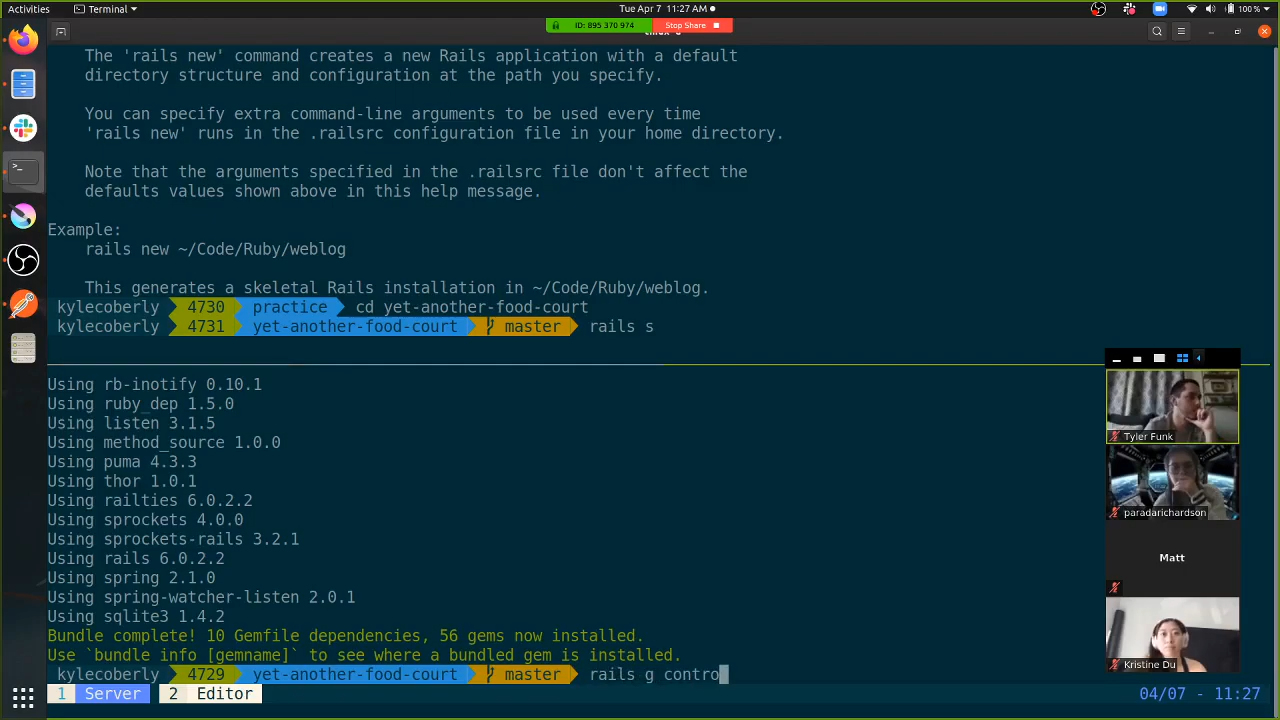 Activities
Terminal
Tue Apr 7 11:27 AM
100 %
ID: 895 370 974
Stop Share
The 'rails new' command creates a new Rails application with a default
directory structure and configuration at the path you specify.
You can specify extra command-line arguments to be used every time
'rails new' runs in the .railsrc configuration file in your home directory.
Note that the arguments specified in the .railsrc file don't affect the
defaults values shown above in this help message.
Example:
rails new ~/Code/Ruby/weblog
This generates a skeletal Rails installation in ~/Code/Ruby/weblog.
kylecoberly 4730 practice cd yet-another-food-court
kylecoberly 4731 yet-another-food-court master rails s
Using rb-inotify 0.10.1
Using ruby_dep 1.5.0
Using listen 3.1.5
Using method_source 1.0.0
Using puma 4.3.3
Using thor 1.0.1
Using railties 6.0.2.2
Using sprockets 4.0.0
Using sprockets-rails 3.2.1
Using rails 6.0.2.2
Using spring 2.1.0
Using spring-watcher-listen 2.0.1
Using sqlite3 1.4.2
Bundle complete! 10 Gemfile dependencies, 56 gems now installed.
Use `bundle info [gemname]` to see where a bundled gem is installed.
kylecoberly 4729 yet-another-food-court master rails g contro
1 Server 2 Editor
04/07 - 11:27
Tyler Funk
paradarichardson
Matt
Kristine Du